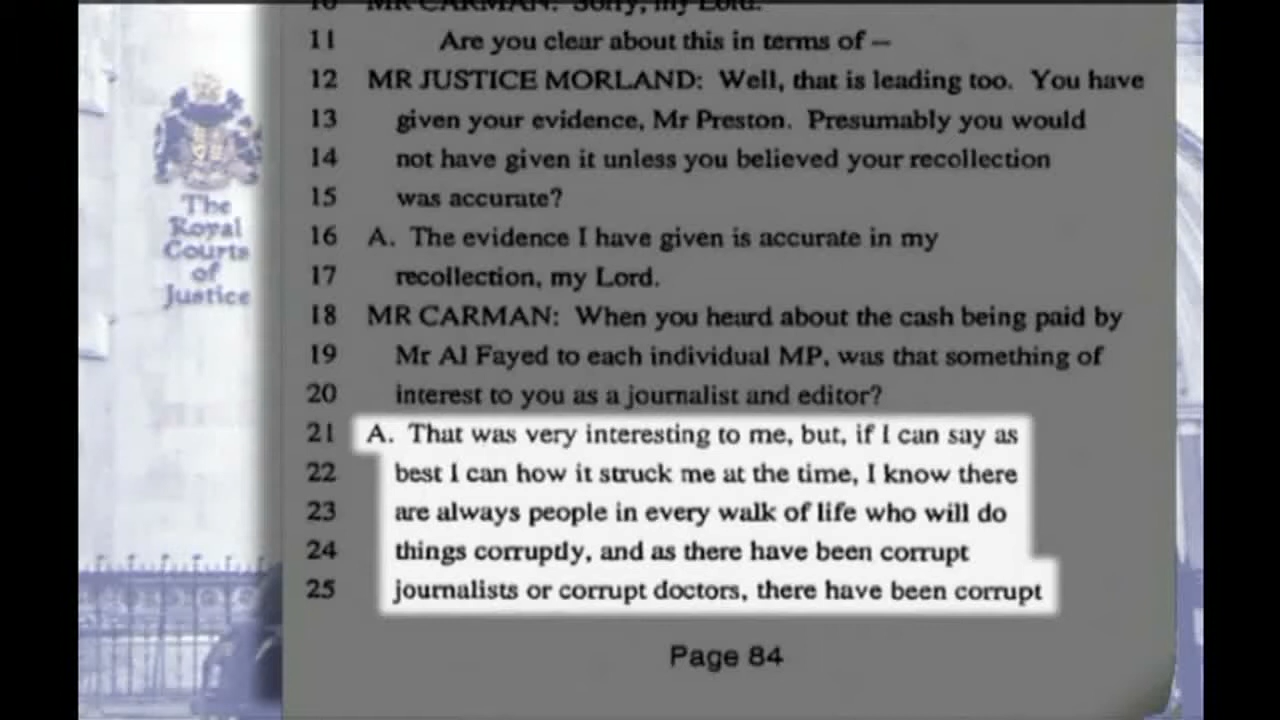 10 MR CARMAN: Sorry, my Lord.
11 Are you clear about this in terms of –
12 MR JUSTICE MORLAND: Well, that is leading too. You have
13 given your evidence, Mr Preston. Presumably you would
14 not have given it unless you believed your recollection
15 was accurate?
16 A. The evidence I have given is accurate in my
17 recollection, my Lord.
18 MR CARMAN: When you heard about the cash being paid by
19 Mr Al Fayed to each individual MP, was that something of
20 interest to you as a journalist and editor?
21 A. That was very interesting to me, but, if I can say as
22 best I can how it struck me at the time, I know there
23 are always people in every walk of life who will do
24 things corruptly, and as there have been corrupt
25 journalists or corrupt doctors, there have been corrupt
Page 84
The
Royal
Courts
of
Justice